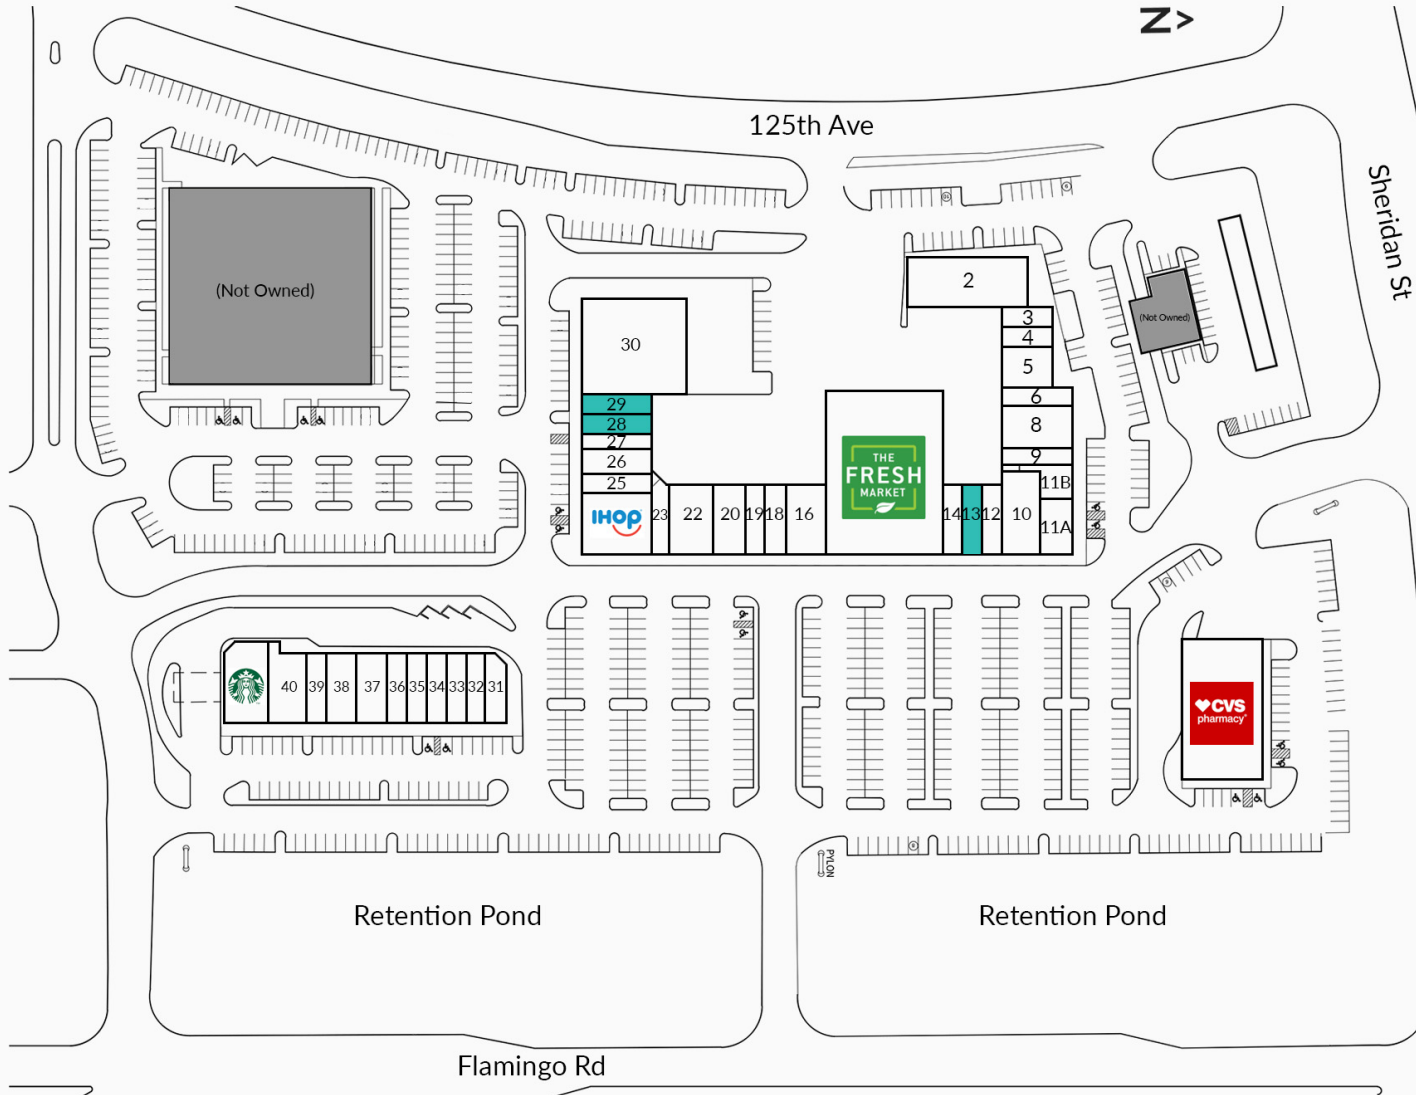 N
125th Ave
Sheridan St
(Not Owned)
(Not Owned)
2
3
4
5
6
8
9
11B
11A
10
12
13
14
THE
FRESH
MARKET
16
18
19
20
22
23
IHOP
25
26
27
28
29
30
40
39
38
37
36
35
34
33
32
31
CVS
pharmacy
PYLON
Retention Pond
Retention Pond
Flamingo Rd